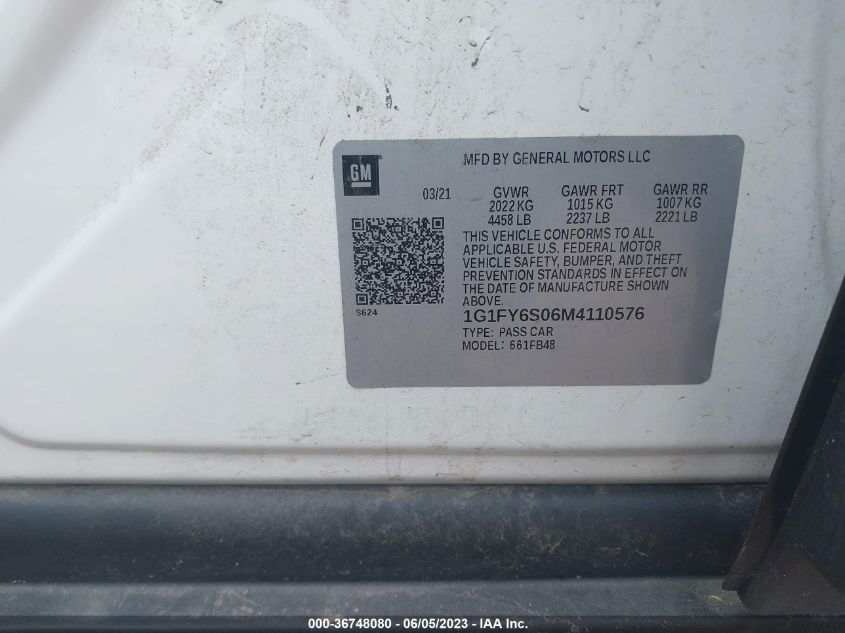 GM
MFD BY GENERAL MOTORS LLC
03/21 GVWR GAWR FRT GAWR RR
2022 KG 1015 KG 1007 KG
4458 LB 2237 LB 2221 LB
THIS VEHICLE CONFORMS TO ALL
APPLICABLE U.S. FEDERAL MOTOR
VEHICLE SAFETY, BUMPER, AND THEFT
PREVENTION STANDARDS IN EFFECT ON
THE DATE OF MANUFACTURE SHOWN
ABOVE.
S624
1G1FY6S06M4110576
TYPE: PASS CAR
MODEL: 661FB48
000-36748080 - 06/05/2023 - IAA Inc.